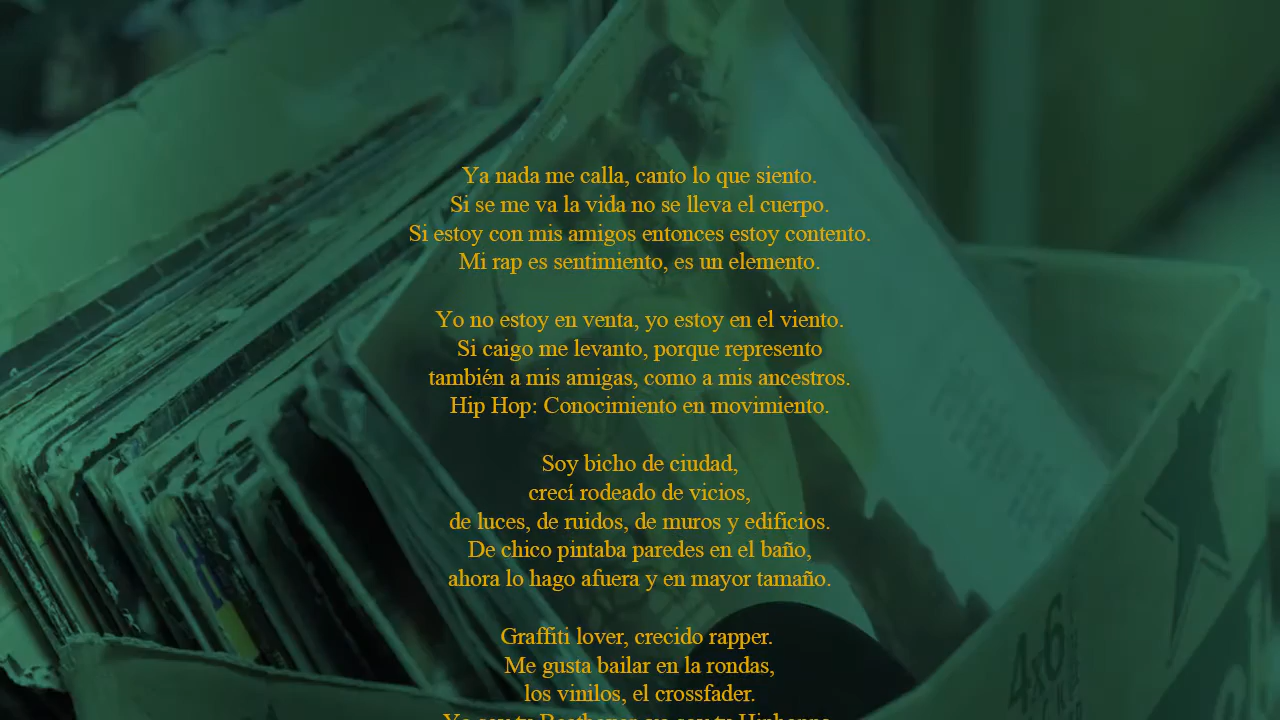 Ya nada me calla, canto lo que siento.
Si se me va la vida no se lleva el cuerpo.
Si estoy con mis amigos entonces estoy contento.
Mi rap es sentimiento, es un elemento.
Yo no estoy en venta, yo estoy en el viento.
Si caigo me levanto, porque represento
también a mis amigas, como a mis ancestros.
Hip Hop: Conocimiento en movimiento.
Soy bicho de ciudad,
crecí rodeado de vicios,
de luces, de ruidos, de muros y edificios.
De chico pintaba paredes en el baño,
ahora lo hago afuera y en mayor tamaño.
Graffiti lover, crecido rapper.
Me gusta bailar en la rondas,
los vinilos, el crossfader.
4x6